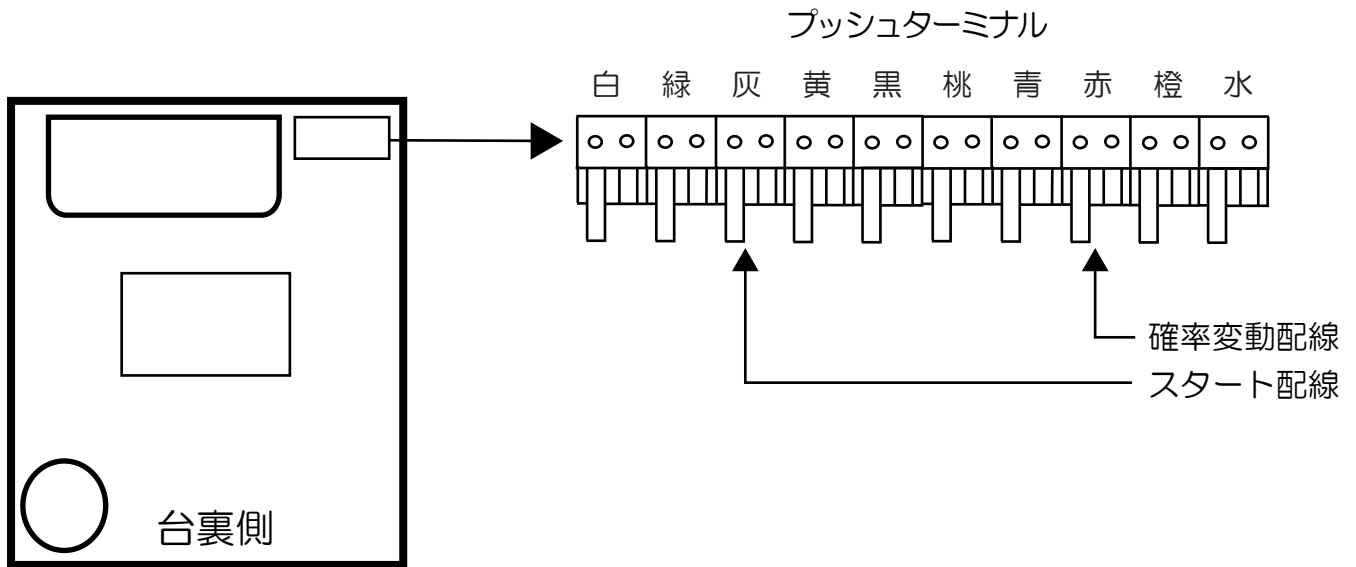 プッシュターミナル
白 緑 灰 黄 黒 桃 青 赤 橙 水
確率変動配線
スタート配線
台裏側